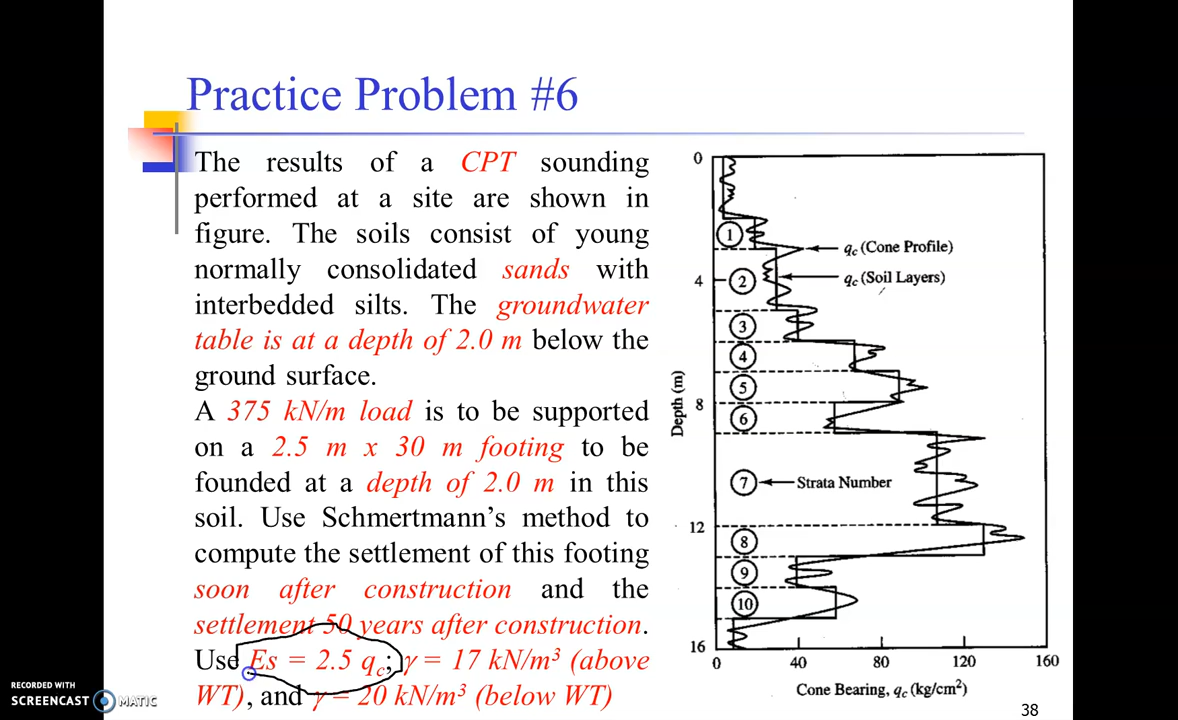 Practice Problem #6
The results of a CPT sounding
performed at a site are shown in
figure. The soils consist of young
normally consolidated sands with
interbedded silts. The groundwater
table is at a depth of 2.0 m below the
ground surface.
A 375 kN/m load is to be supported
on a 2.5 m x 30 m footing to be
founded at a depth of 2.0 m in this
soil. Use Schmertmann's method to
compute the settlement of this footing
soon after construction and the
settlement 50 years after construction.
Use Es = 2.5 qc; γ = 17 kN/m³ (above
WT), and γ = 20 kN/m³ (below WT)
0
1
qc (Cone Profile)
4
2
qc (Soil Layers)
3
4
5
Depth (m)
8
6
7
Strata Number
12
8
9
10
16
0 40 80 120 160
Cone Bearing, qc (kg/cm²)
38
RECORDED WITH
SCREENCAST MATIC